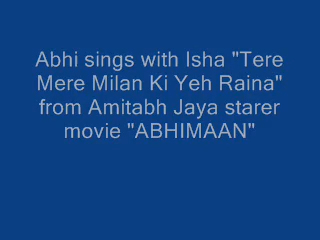 Abhi sings with Isha "Tere
Mere Milan Ki Yeh Raina"
from Amitabh Jaya starer
movie "ABHIMAAN"